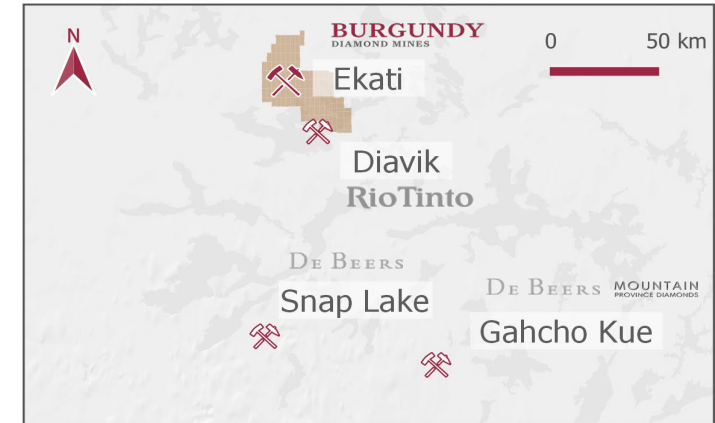 N
BURGUNDY
DIAMOND MINES
0 50 km
Ekati
Diavik
RioTinto
DE BEERS
Snap Lake
DE BEERS MOUNTAIN
PROVINCE DIAMONDS
Gahcho Kue